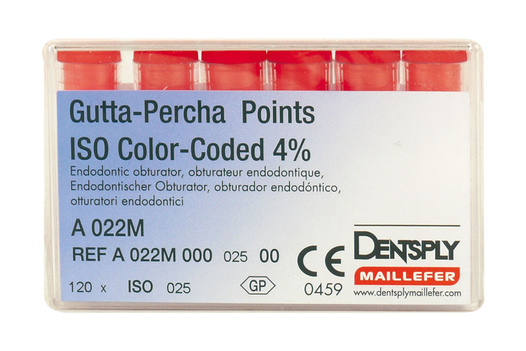 Gutta-Percha Points
ISO Color-Coded 4%
Endodontic obturator, obturateur endodontique,
Endodontischer Obturator, obturador endodóntico,
otturatori endodontici
A 022M
REF A 022M 000 025 00
120 x ISO 025
GP
CE
0459
DENTSPLY
MAILLEFER
www.dentsplymaillefer.com